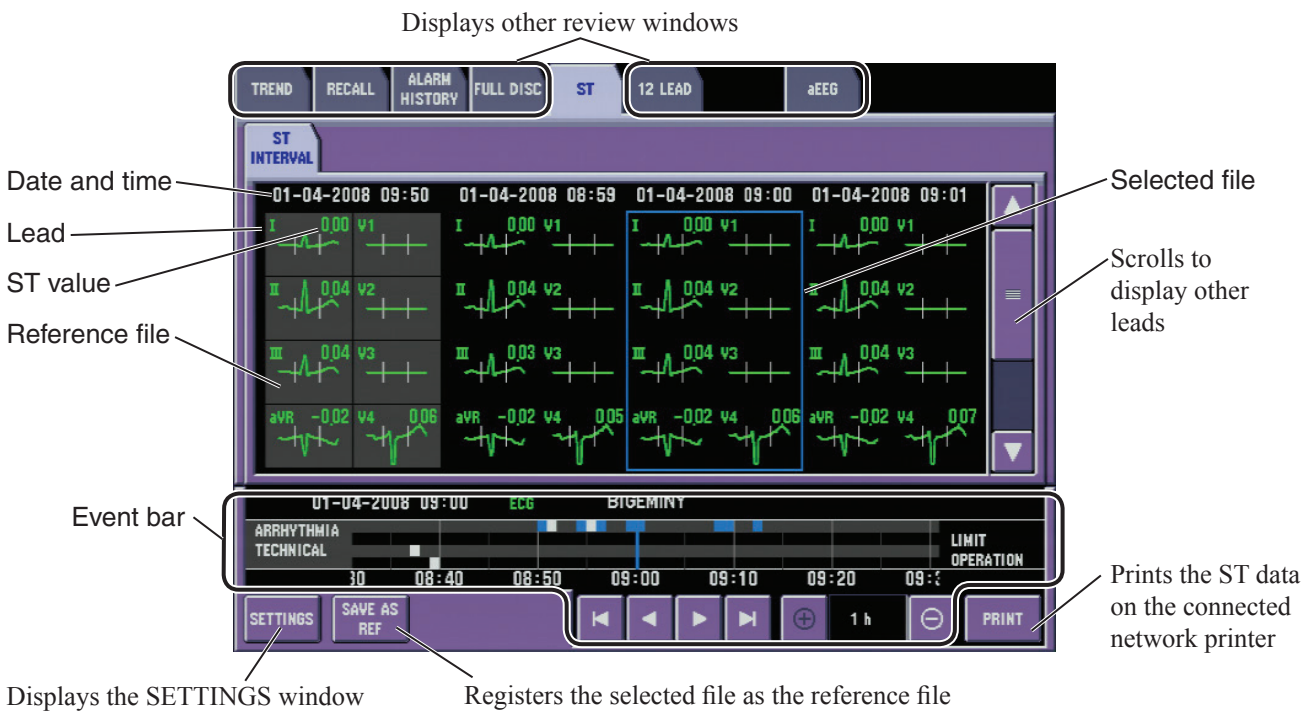 Displays other review windows
TREND RECALL ALARM HISTORY FULL DISC ST 12 LEAD aEEG
ST INTERVAL
Date and time
Lead
ST value
Reference file
Selected file
Scrolls to
display other
leads
01-04-2008 09:50 01-04-2008 08:59 01-04-2008 09:00 01-04-2008 09:01
I 0.00 V1 I 0.00 V1 I 0.00 V1 I 0.00 V1
II 0.04 V2 II 0.04 V2 II 0.04 V2 II 0.04 V2
III 0.04 V3 III 0.03 V3 III 0.04 V3 III 0.04 V3
aVR -0.02 V4 0.06 aVR -0.02 V4 0.05 aVR -0.02 V4 0.06 aVR -0.02 V4 0.07
Event bar
01-04-2008 09:00 ECG BIGEMINY
ARRHYTHMIA
TECHNICAL
LIMIT
OPERATION
30 08:40 08:50 09:00 09:10 09:20 09:3
SETTINGS SAVE AS REF 1 h PRINT
Prints the ST data
on the connected
network printer
Displays the SETTINGS window
Registers the selected file as the reference file